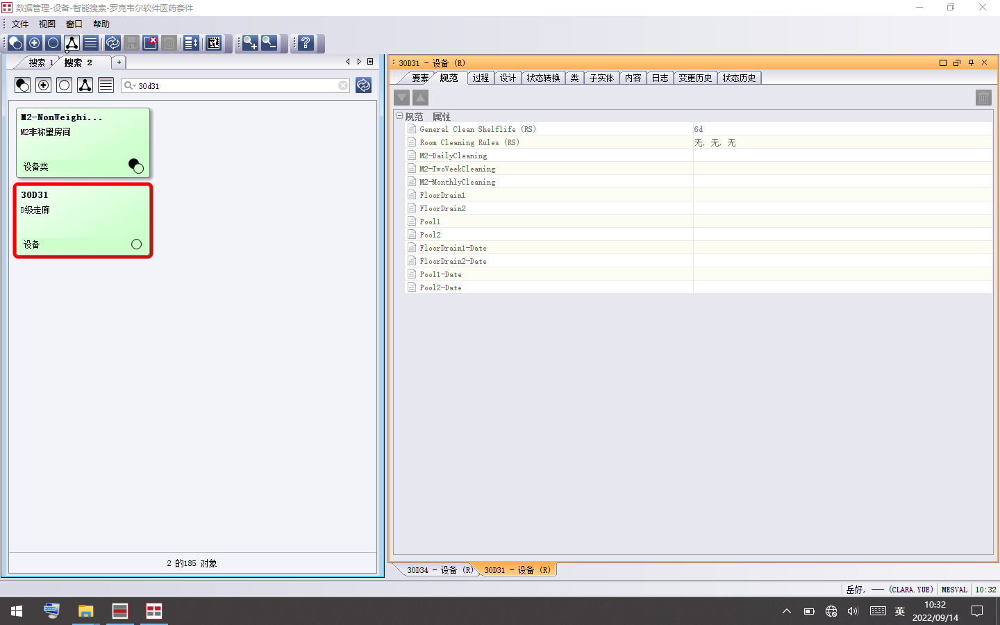 数据管理-设备-智能搜索-罗克韦尔软件医药套件
文件 视图 窗口 帮助
搜索 1 搜索 2 +
30d31
M2-NonWeighi...
M2非称量房间
设备类
30D31
D级走廊
设备
2 的185 对象
30D31 - 设备 (R)
要素 规范 过程 设计 状态转换 类 子实体 内容 日志 变更历史 状态历史
规范 属性
General Clean Shelflife (RS) 6d
Room Cleaning Rules (RS) 无, 无, 无
M2-DailyCleaning
M2-TwoWeekCleaning
M2-MonthlyCleaning
FloorDrain1
FloorDrain2
Pool1
Pool2
FloorDrain1-Date
FloorDrain2-Date
Pool1-Date
Pool2-Date
30D34 - 设备 (R) 30D31 - 设备 (R)
岳好, 一一 (CLARA.YUE) MESVAL 10:32
英
10:32
2022/09/14